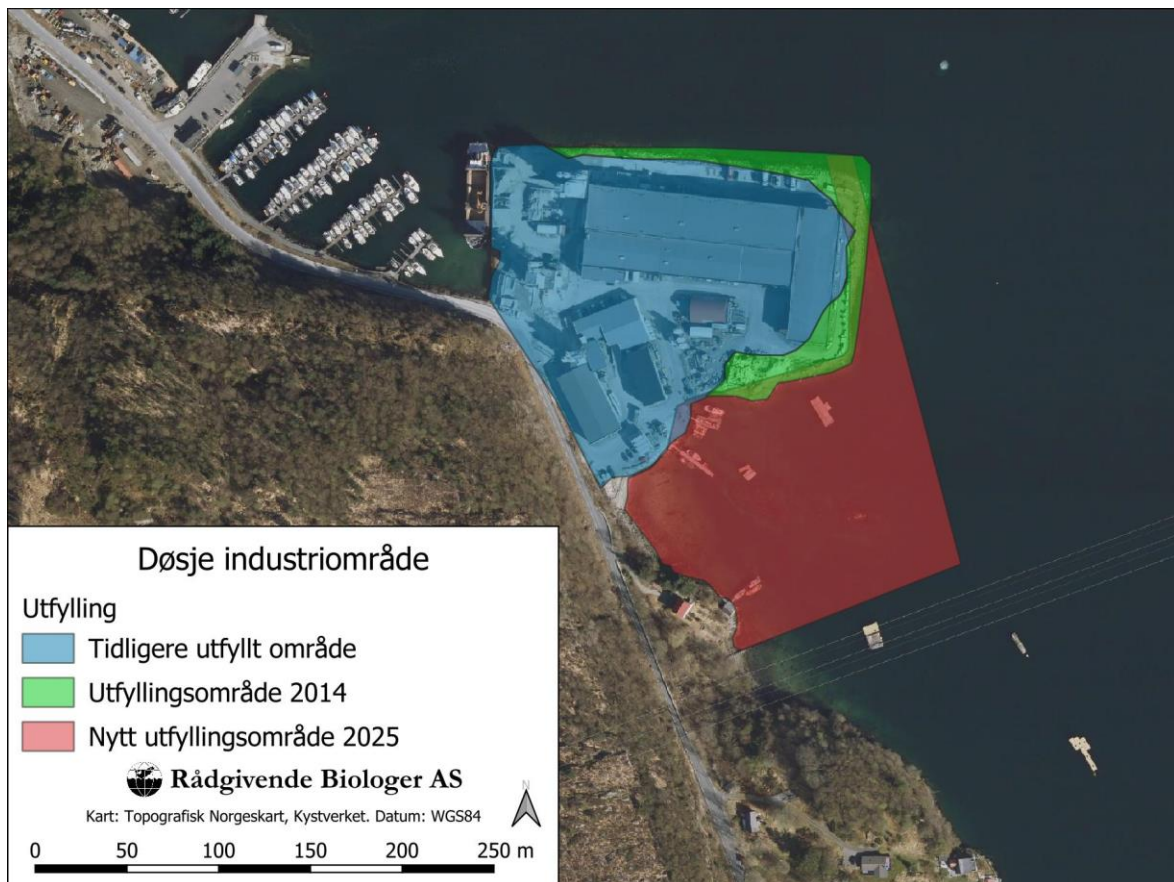 Døsje industriområde
Utfylling
Tidligere utfyllt område
Utfyllingsområde 2014
Nytt utfyllingsområde 2025
Rådgivende Biologer AS
N
Kart: Topografisk Norgeskart, Kystverket. Datum: WGS84
0 50 100 150 200 250 m